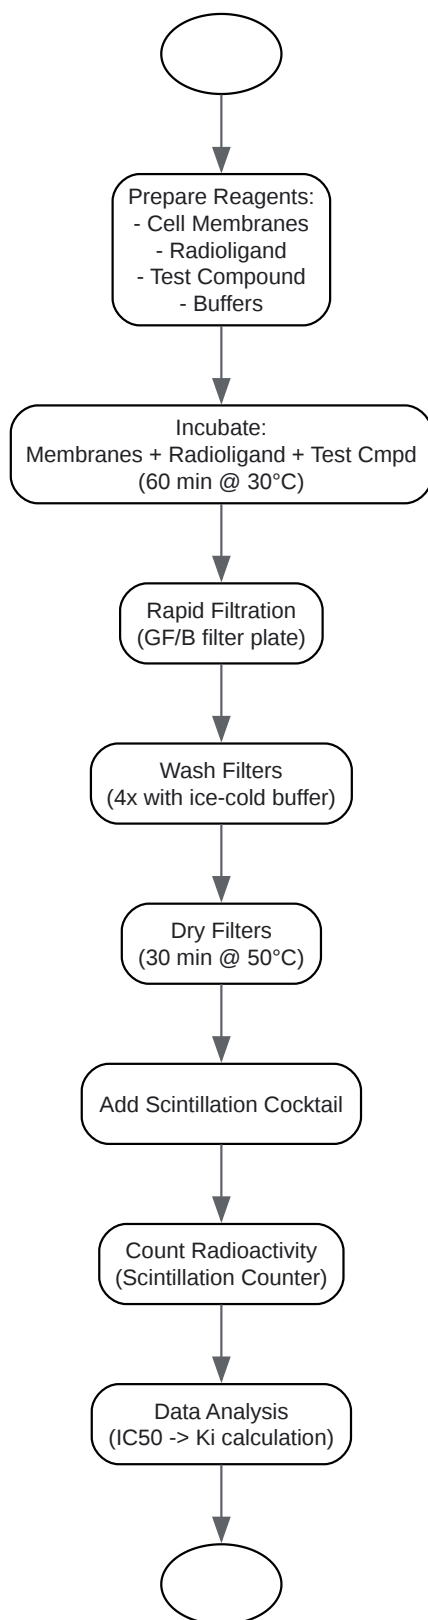 Prepare Reagents:
- Cell Membranes
- Radioligand
- Test Compound
- Buffers
Incubate:
Membranes + Radioligand + Test Cmpd
(60 min @ 30°C)
Rapid Filtration
(GF/B filter plate)
Wash Filters
(4x with ice-cold buffer)
Dry Filters
(30 min @ 50°C)
Add Scintillation Cocktail
Count Radioactivity
(Scintillation Counter)
Data Analysis
(IC50 -> Ki calculation)